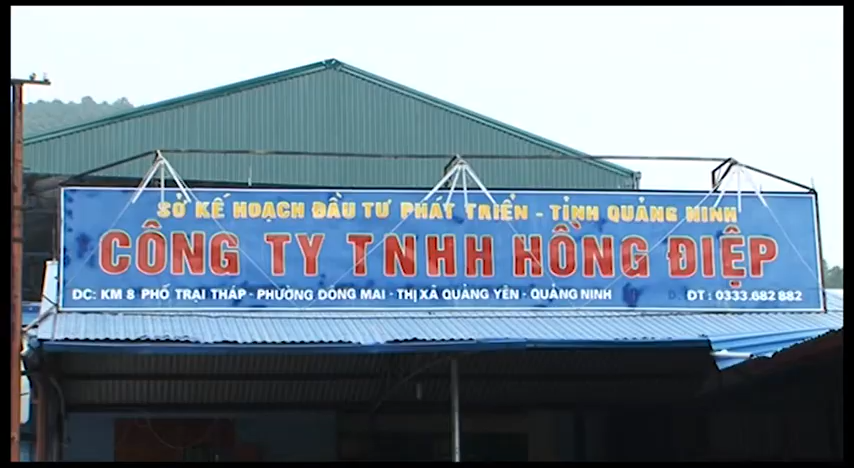 SỞ KẾ HOẠCH ĐẦU TƯ PHÁT TRIỂN - TỈNH QUẢNG NINH
CÔNG TY TNHH HỒNG ĐIỆP
ĐC: KM 8 PHỐ TRẠI THÁP - PHƯỜNG ĐÔNG MAI - THỊ XÃ QUẢNG YÊN - QUẢNG NINH ĐT : 0333.682 882